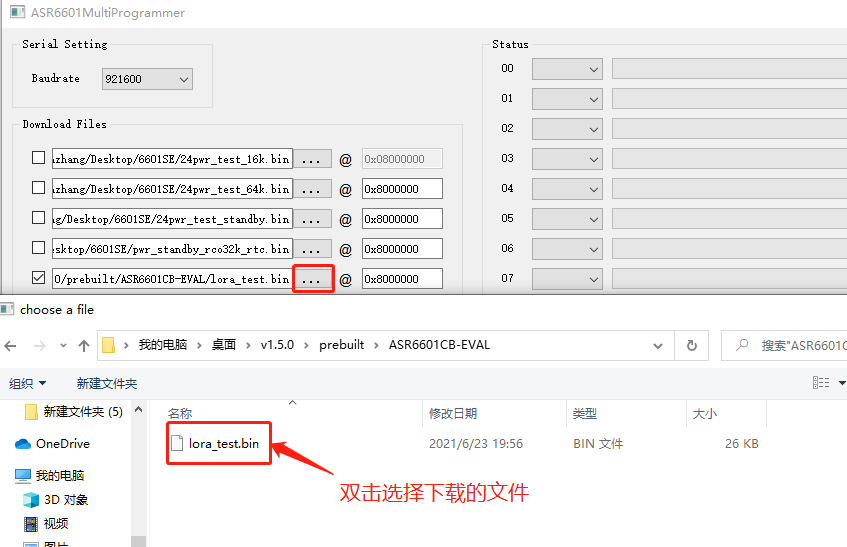 ASR6601MultiProgrammer
Serial Setting
Baudrate 921600
Download Files
zhang/Desktop/6601SE/24pwr_test_16k.bin ... @ 0x08000000
zhang/Desktop/6601SE/24pwr_test_64k.bin ... @ 0x8000000
g/Desktop/6601SE/24pwr_test_standby.bin ... @ 0x8000000
esktop/6601SE/pwr_standby_rco32k_rtc.bin ... @ 0x8000000
0/prebuilt/ASR6601CB-EVAL/lora_test.bin ... @ 0x8000000
Status
00
01
02
03
04
05
06
07
choose a file
我的电脑 › 桌面 › v1.5.0 › prebuilt › ASR6601CB-EVAL
搜索"ASR6601C
组织 新建文件夹
新建文件夹 (5)
OneDrive
我的电脑
3D 对象
视频
图片
名称 修改日期 类型 大小
lora_test.bin 2021/6/23 19:56 BIN 文件 26 KB
双击选择下载的文件